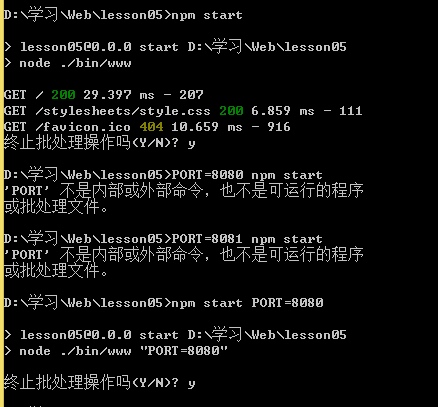 D:\学习\Web\lesson05>npm start
> lesson05@0.0.0 start D:\学习\Web\lesson05
> node ./bin/www
GET / 200 29.397 ms - 207
GET /stylesheets/style.css 200 6.859 ms - 111
GET /favicon.ico 404 10.659 ms - 916
终止批处理操作吗(Y/N)? y
D:\学习\Web\lesson05>PORT=8080 npm start
'PORT' 不是内部或外部命令，也不是可运行的程序
或批处理文件。
D:\学习\Web\lesson05>PORT=8081 npm start
'PORT' 不是内部或外部命令，也不是可运行的程序
或批处理文件。
D:\学习\Web\lesson05>npm start PORT=8080
> lesson05@0.0.0 start D:\学习\Web\lesson05
> node ./bin/www "PORT=8080"
终止批处理操作吗(Y/N)? y